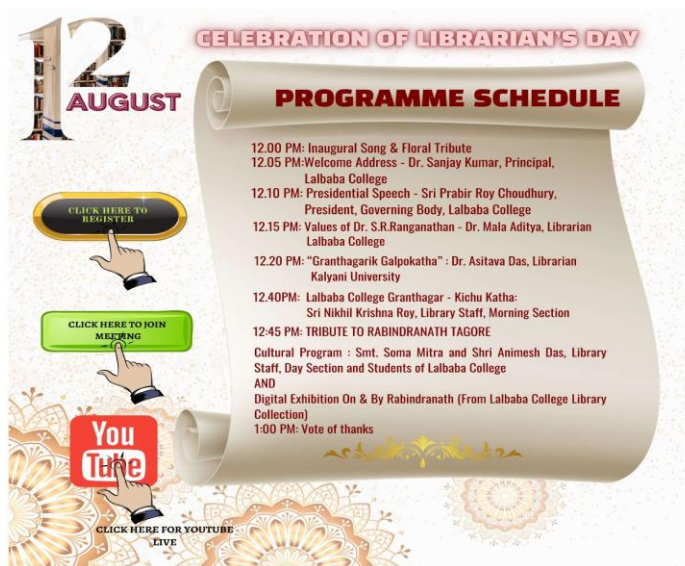 12
AUGUST
CELEBRATION OF LIBRARIAN'S DAY
PROGRAMME SCHEDULE
12.00 PM: Inaugural Song & Floral Tribute
12.05 PM:Welcome Address - Dr. Sanjay Kumar, Principal,
Lalbaba College
12.10 PM: Presidential Speech - Sri Prabir Roy Choudhury,
President, Governing Body, Lalbaba College
12.15 PM: Values of Dr. S.R.Ranganathan - Dr. Mala Aditya, Librarian
Lalbaba College
12.20 PM: "Granthagarik Galpokatha" : Dr. Asitava Das, Librarian
Kalyani University
12.40PM: Lalbaba College Granthagar - Kichu Katha:
Sri Nikhil Krishna Roy, Library Staff, Morning Section
12:45 PM: TRIBUTE TO RABINDRANATH TAGORE
Cultural Program : Smt. Soma Mitra and Shri Animesh Das, Library
Staff, Day Section and Students of Lalbaba College
AND
Digital Exhibition On & By Rabindranath (From Lalbaba College Library
Collection)
1:00 PM: Vote of thanks
CLICK HERE TO
REGISTER
CLICK HERE TO JOIN
MEETING
You
Tube
CLICK HERE FOR YOUTUBE
LIVE